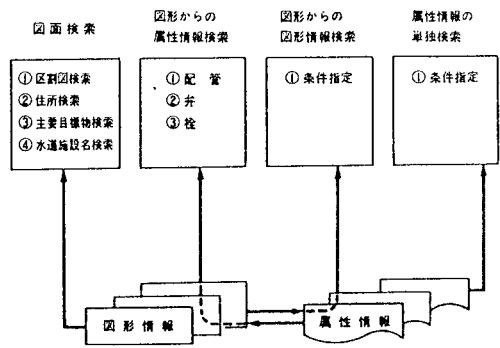 図面検索
図形からの
属性情報検索
図形からの
図形情報検索
属性情報の
単独検索
①区割図検索
②住所検索
③主要目標物検索
④水道施設名検索
①配管
②弁
③栓
①条件指定
①条件指定
図形情報
属性情報